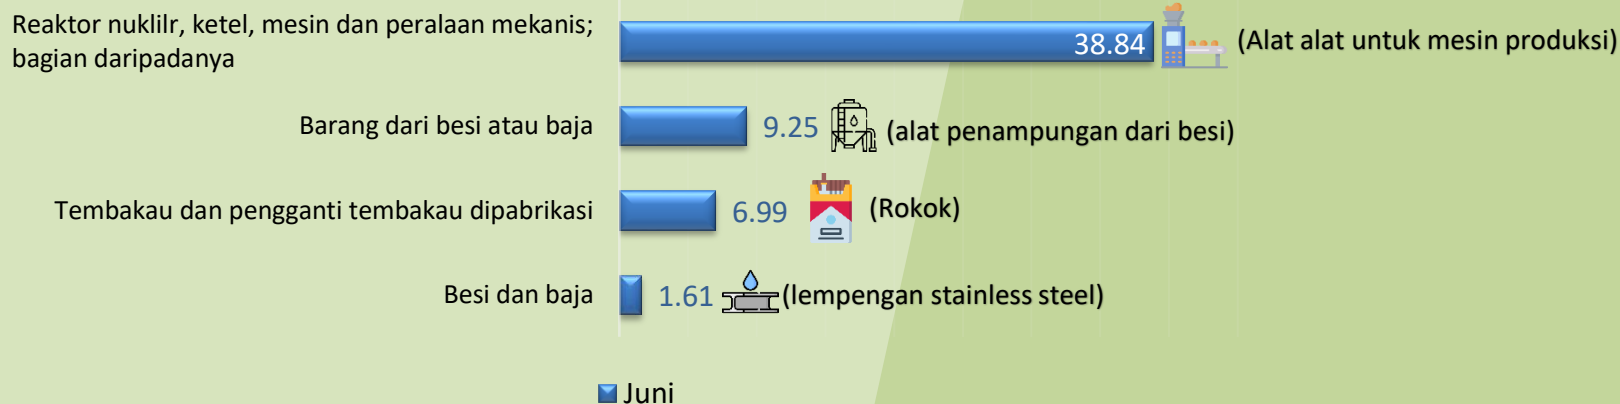 Reaktor nuklilr, ketel, mesin dan peralaan mekanis;
bagian daripadanya
38.84
(Alat alat untuk mesin produksi)
Barang dari besi atau baja
9.25
(alat penampungan dari besi)
Tembakau dan pengganti tembakau dipabrikasi
6.99
(Rokok)
Besi dan baja
1.61
(lempengan stainless steel)
Juni